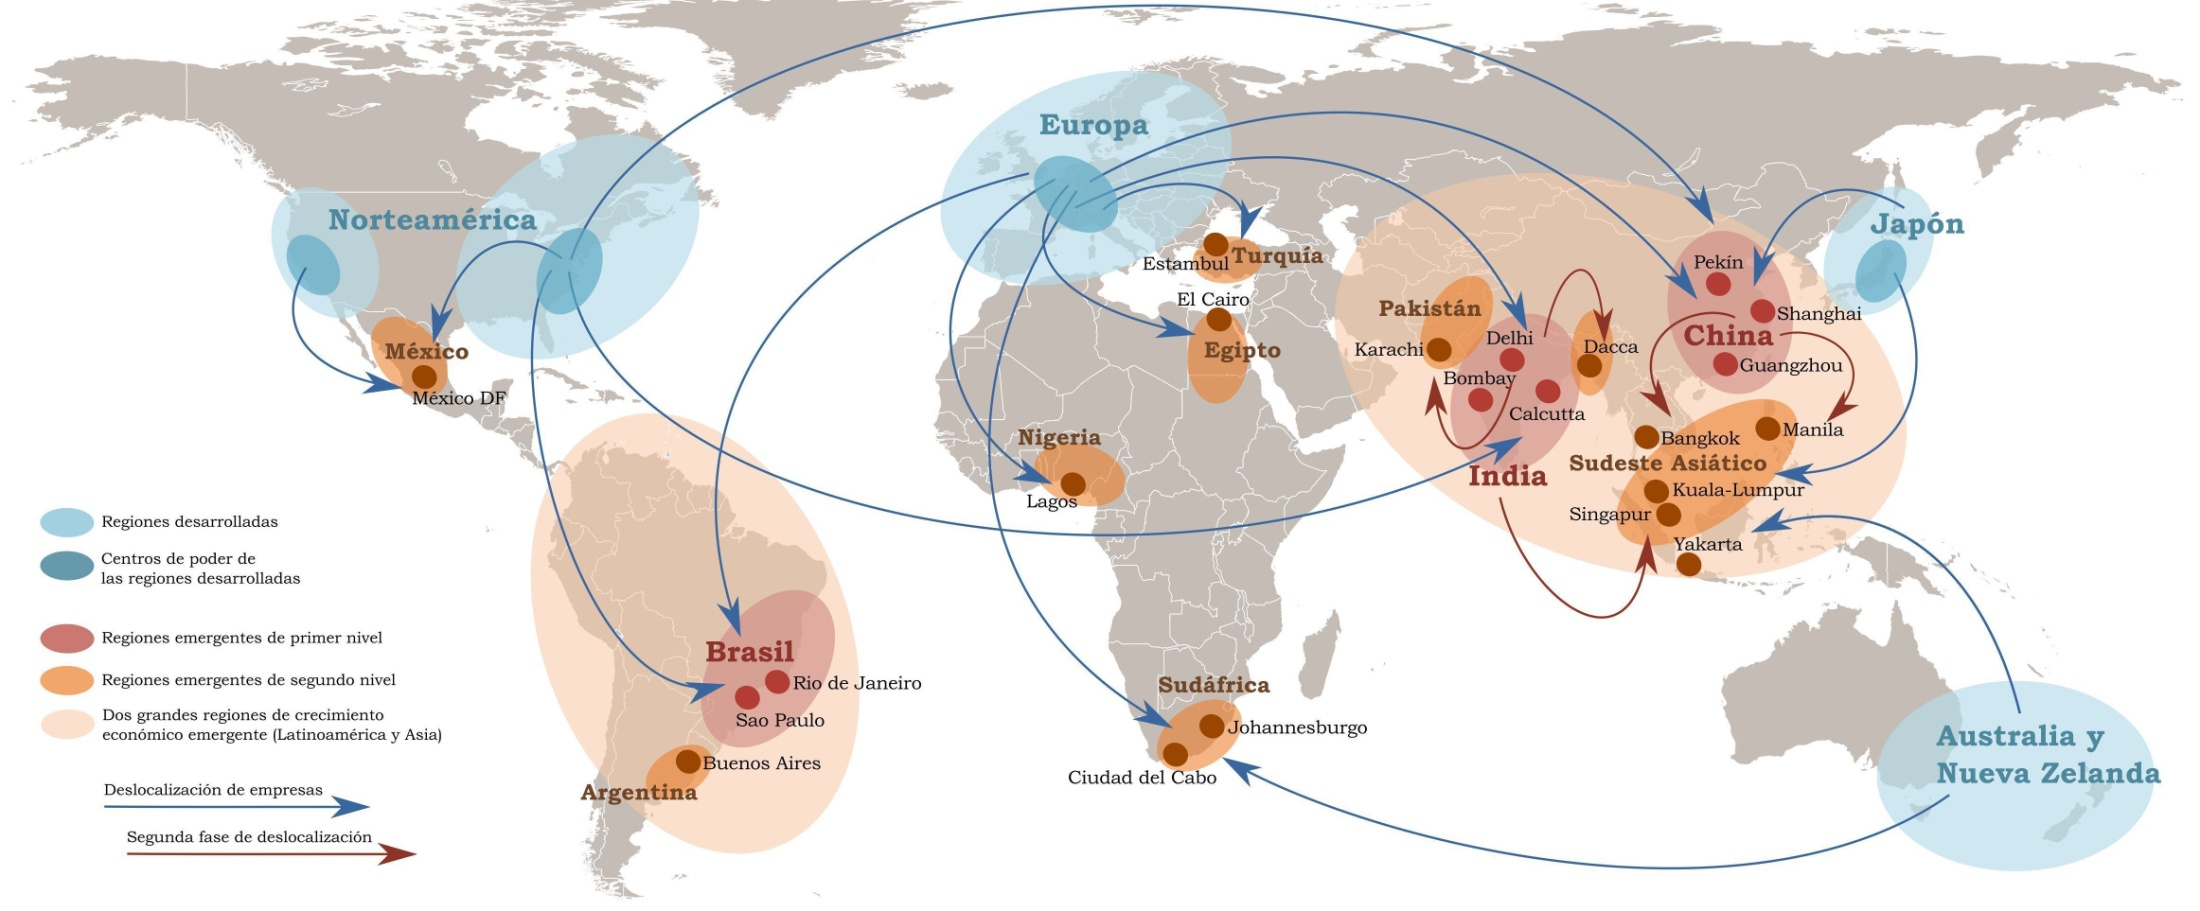 Europa
Norteamérica
Japón
Turquía
Estambul
Pekín
El Cairo
Pakistán
Shanghai
China
Delhi
Dacca
Karachi
Egipto
México
Guangzhou
Bombay
México DF
Calcutta
Nigeria
Bangkok
Manila
Sudeste Asiático
India
Kuala-Lumpur
Lagos
Singapur
Yakarta
Regiones desarrolladas
Centros de poder de
las regiones desarrolladas
Regiones emergentes de primer nivel
Regiones emergentes de segundo nivel
Dos grandes regiones de crecimiento
económico emergente (Latinoamérica y Asia)
Deslocalización de empresas
Segunda fase de deslocalización
Brasil
Rio de Janeiro
Sao Paulo
Buenos Aires
Argentina
Sudáfrica
Johannesburgo
Ciudad del Cabo
Australia y
Nueva Zelanda